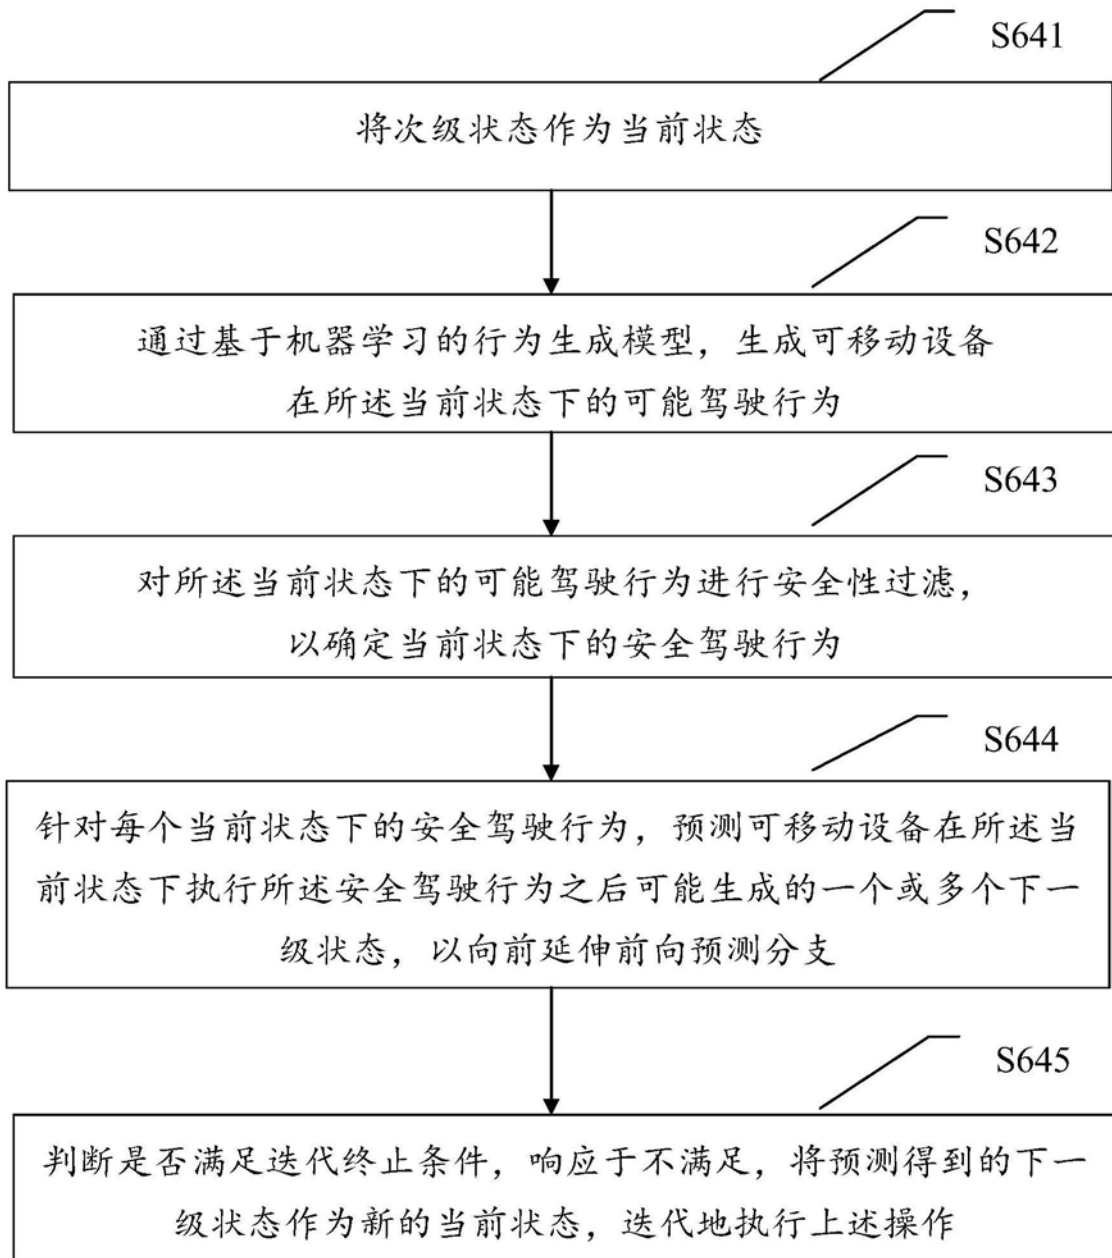 S641
将次级状态作为当前状态
S642
通过基于机器学习的行为生成模型，生成可移动设备
在所述当前状态下的可能驾驶行为
S643
对所述当前状态下的可能驾驶行为进行安全性过滤，
以确定当前状态下的安全驾驶行为
S644
针对每个当前状态下的安全驾驶行为，预测可移动设备在所述当
前状态下执行所述安全驾驶行为之后可能生成的一个或多个下一
级状态，以向前延伸前向预测分支
S645
判断是否满足迭代终止条件，响应于不满足，将预测得到的下一
级状态作为新的当前状态，迭代地执行上述操作